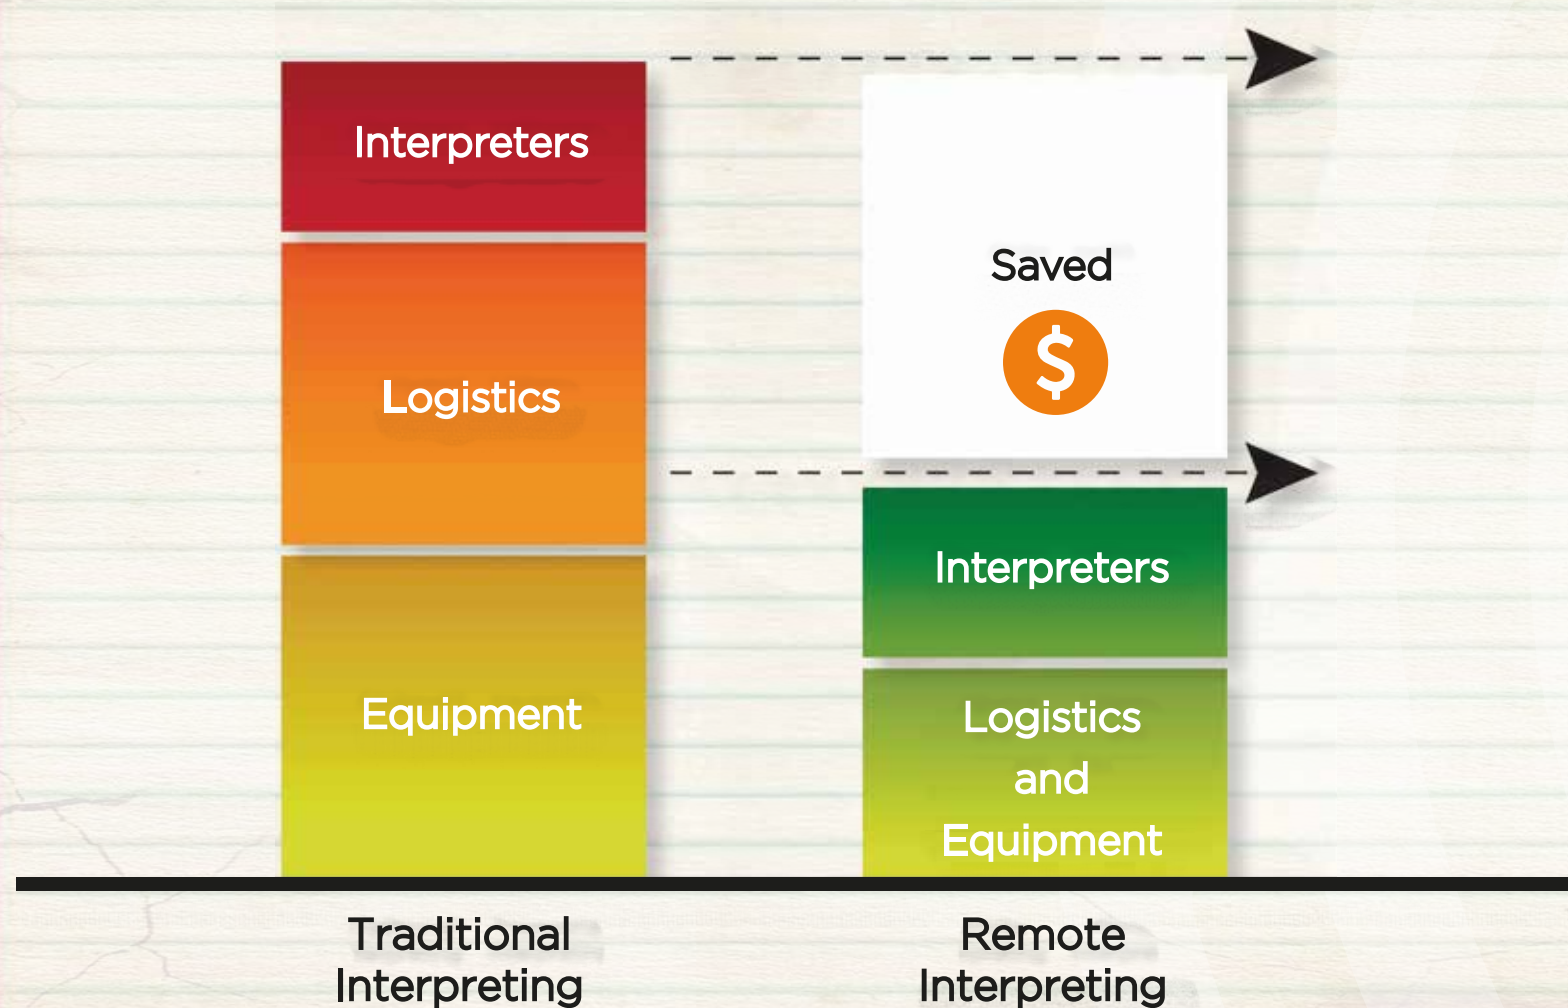 Interpreters
Logistics
Equipment
Saved
$
Interpreters
Logistics
and
Equipment
Traditional
Interpreting
Remote
Interpreting